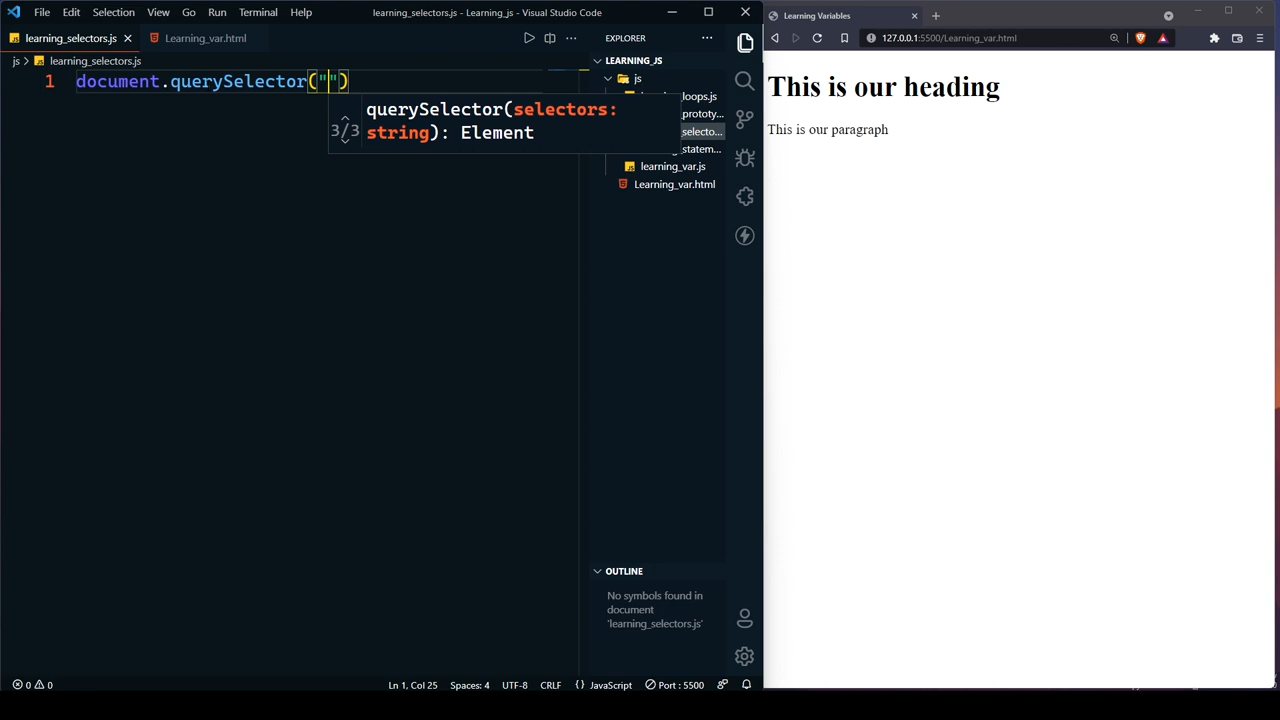 File Edit Selection View Go Run Terminal Help
learning_selectors.js - Learning_js - Visual Studio Code
learning_selectors.js
Learning_var.html
js > learning_selectors.js
1 document.querySelector("")
3/3
querySelector(selectors:
string): Element
EXPLORER
LEARNING_JS
js
_loops.js
_prototy...
_selecto...
_statem...
learning_var.js
Learning_var.html
OUTLINE
No symbols found in
document
'learning_selectors.js'
0 0
Ln 1, Col 25 Spaces: 4 UTF-8 CRLF {} JavaScript Port : 5500
Learning Variables
127.0.0.1:5500/Learning_var.html
This is our heading
This is our paragraph